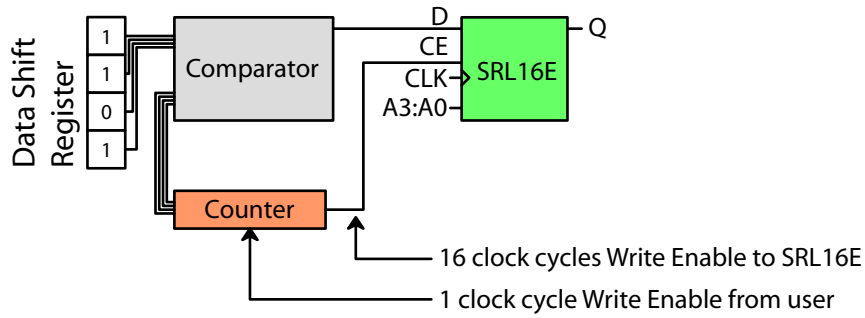 Data Shift
Register
1
1
0
1
Comparator
Counter
D
CE
CLK
A3:A0
SRL16E
Q
16 clock cycles Write Enable to SRL16E
1 clock cycle Write Enable from user